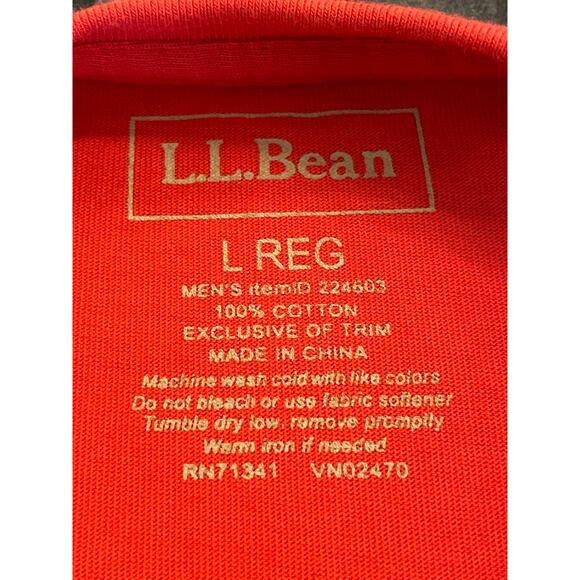 L.L.Bean
L REG
MEN'S itemID 224603
100% COTTON
EXCLUSIVE OF TRIM
MADE IN CHINA
Machine wash cold with like colors
Do not bleach or use fabric softener
Tumble dry low, remove promptly
Warm iron if needed
RN71341 VN02470